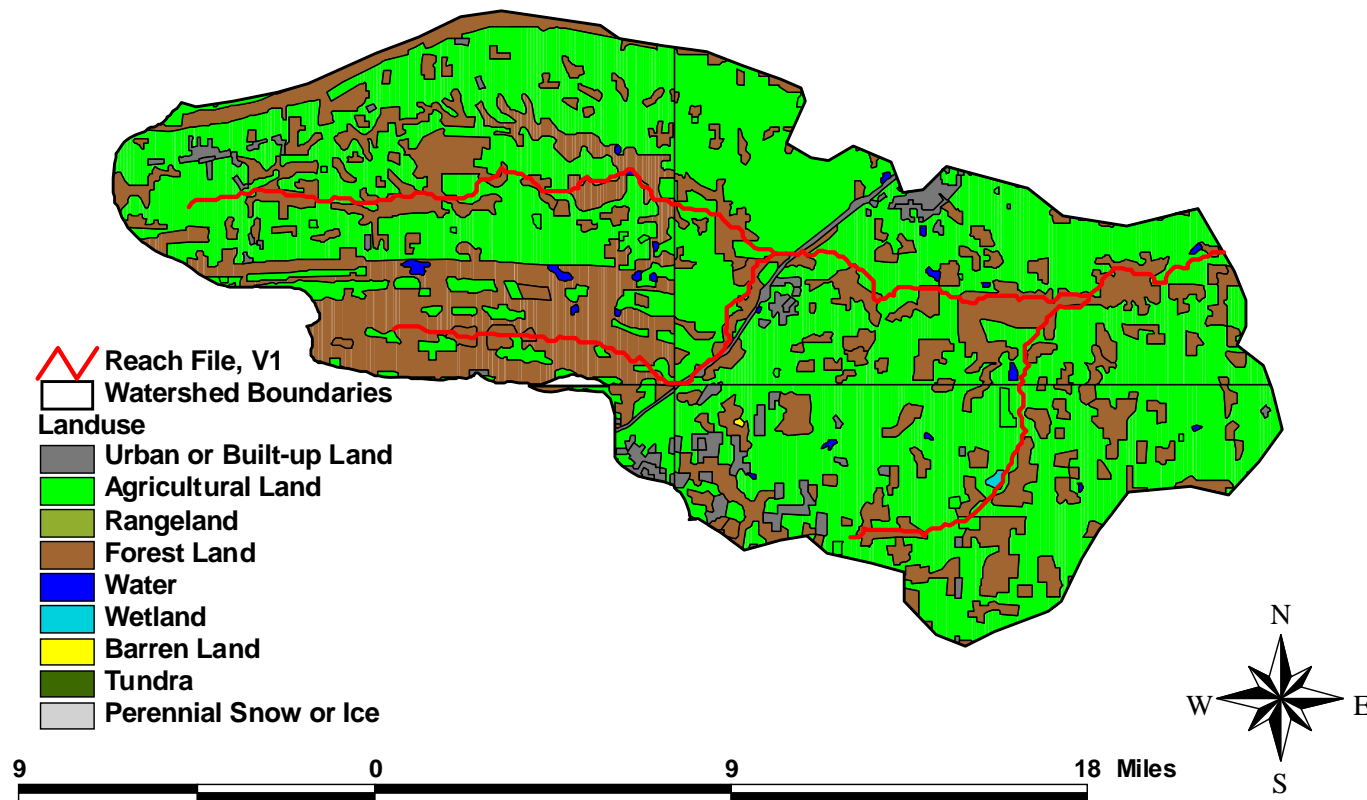 Reach File, V1
Watershed Boundaries
Landuse
Urban or Built-up Land
Agricultural Land
Rangeland
Forest Land
Water
Wetland
Barren Land
Tundra
Perennial Snow or Ice
N
W E
S
9 0 9 18 Miles